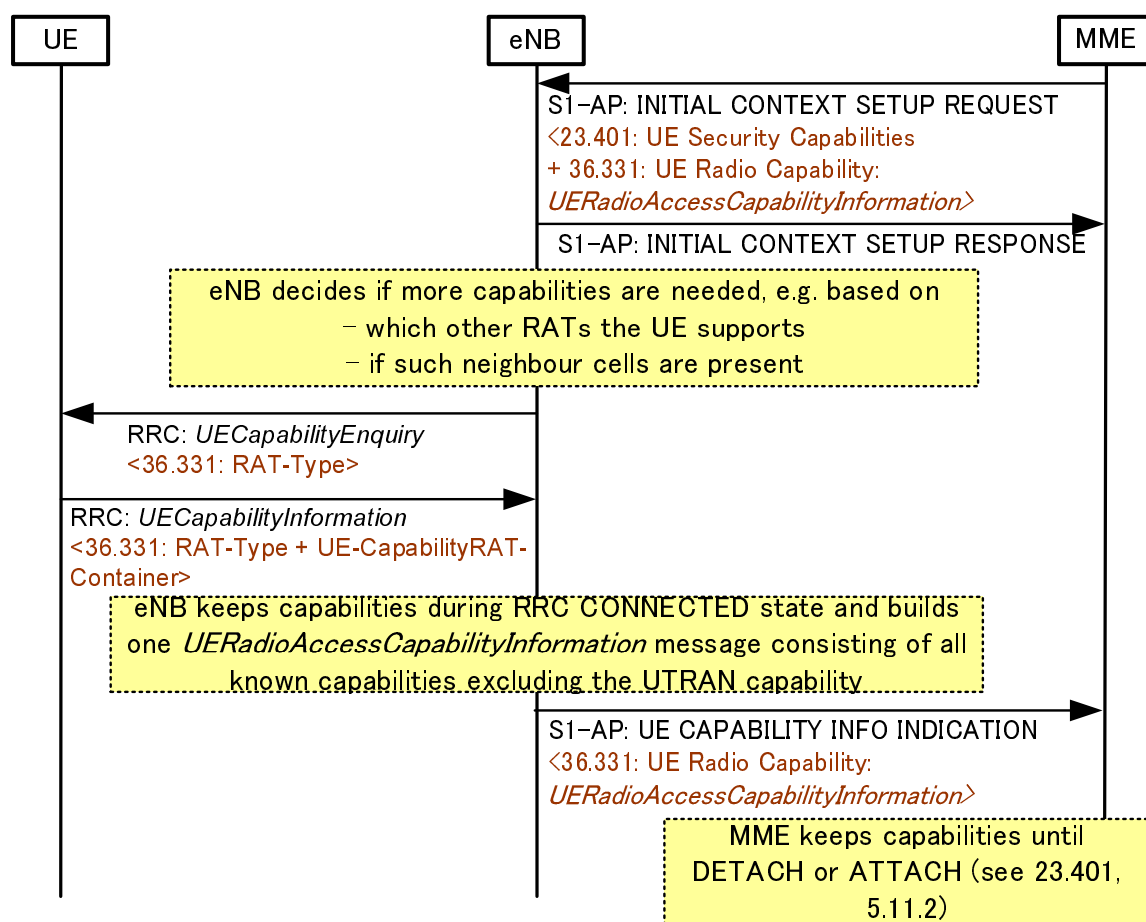 UE
eNB
MME
S1-AP: INITIAL CONTEXT SETUP REQUEST
<23.401: UE Security Capabilities
+ 36.331: UE Radio Capability:
UERadioAccessCapabilityInformation>
S1-AP: INITIAL CONTEXT SETUP RESPONSE
eNB decides if more capabilities are needed, e.g. based on
- which other RATs the UE supports
- if such neighbour cells are present
RRC: UECapabilityEnquiry
<36.331: RAT-Type>
RRC: UECapabilityInformation
<36.331: RAT-Type + UE-CapabilityRAT-
Container>
eNB keeps capabilities during RRC CONNECTED state and builds
one UERadioAccessCapabilityInformation message consisting of all
known capabilities excluding the UTRAN capability
S1-AP: UE CAPABILITY INFO INDICATION
<36.331: UE Radio Capability:
UERadioAccessCapabilityInformation>
MME keeps capabilities until
DETACH or ATTACH (see 23.401,
5.11.2)